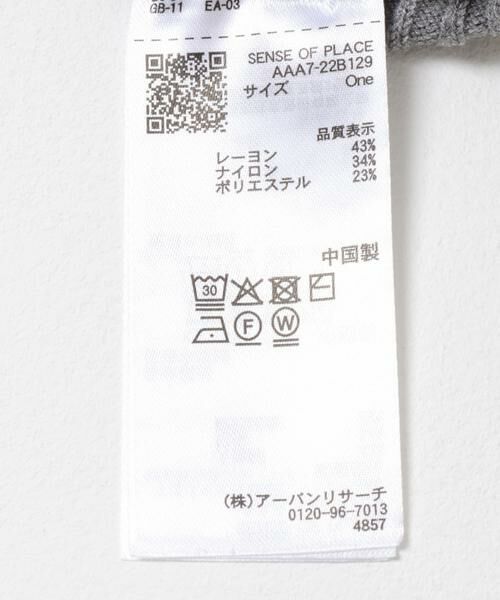 GB-11 EA-03
SENSE OF PLACE
AAA7-22B129
サイズ One
品質表示
レーヨン 43%
ナイロン 34%
ポリエステル 23%
中国製
30
F W
(株)アーバンリサーチ
0120-96-7013
4857